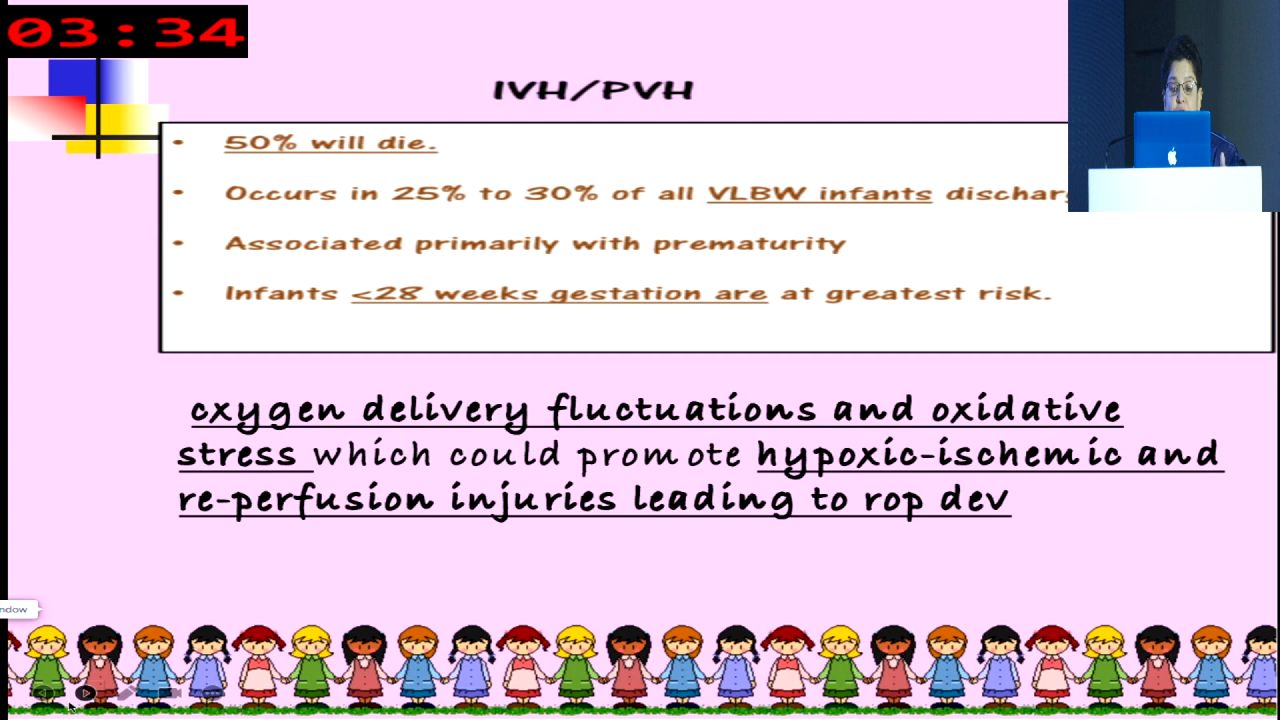 03:34
IVH/PVH
• 50% will die.
• Occurs in 25% to 30% of all VLBW infants
• Associated primarily with prematurity
• Infants <28 weeks gestation are at greatest risk.
oxygen delivery fluctuations and oxidative
stress which could promote hypoxic-ischemic and
re-perfusion injuries leading to rop dev